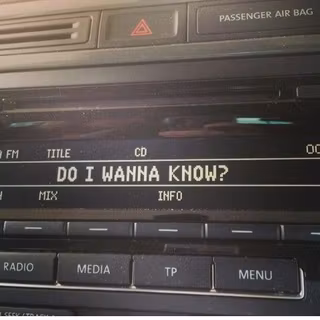 PASSENGER AIR BAG
FM TITLE CD
DO I WANNA KNOW?
MIX INFO
RADIO MEDIA TP MENU